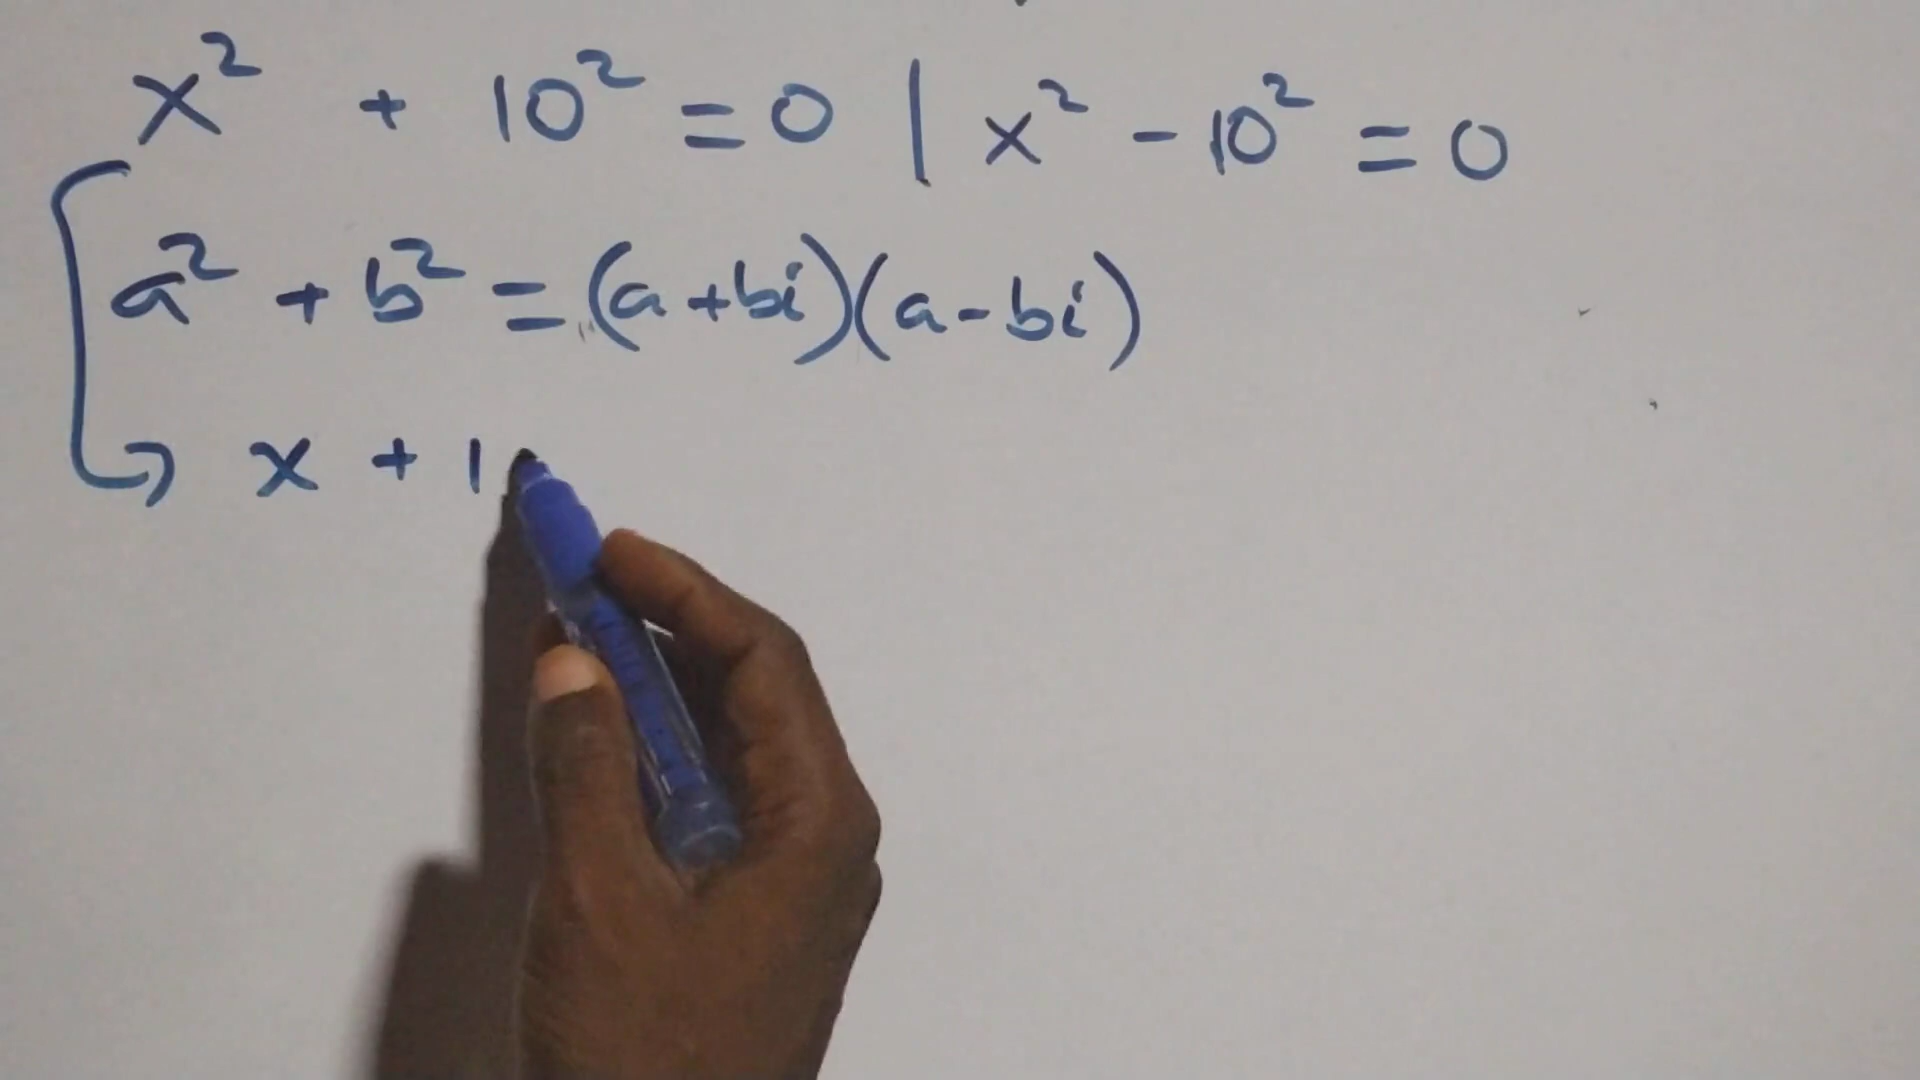 x² + 10² = 0 | x² - 10² = 0
a² + b² = (a + bi)(a - bi)
x + 1